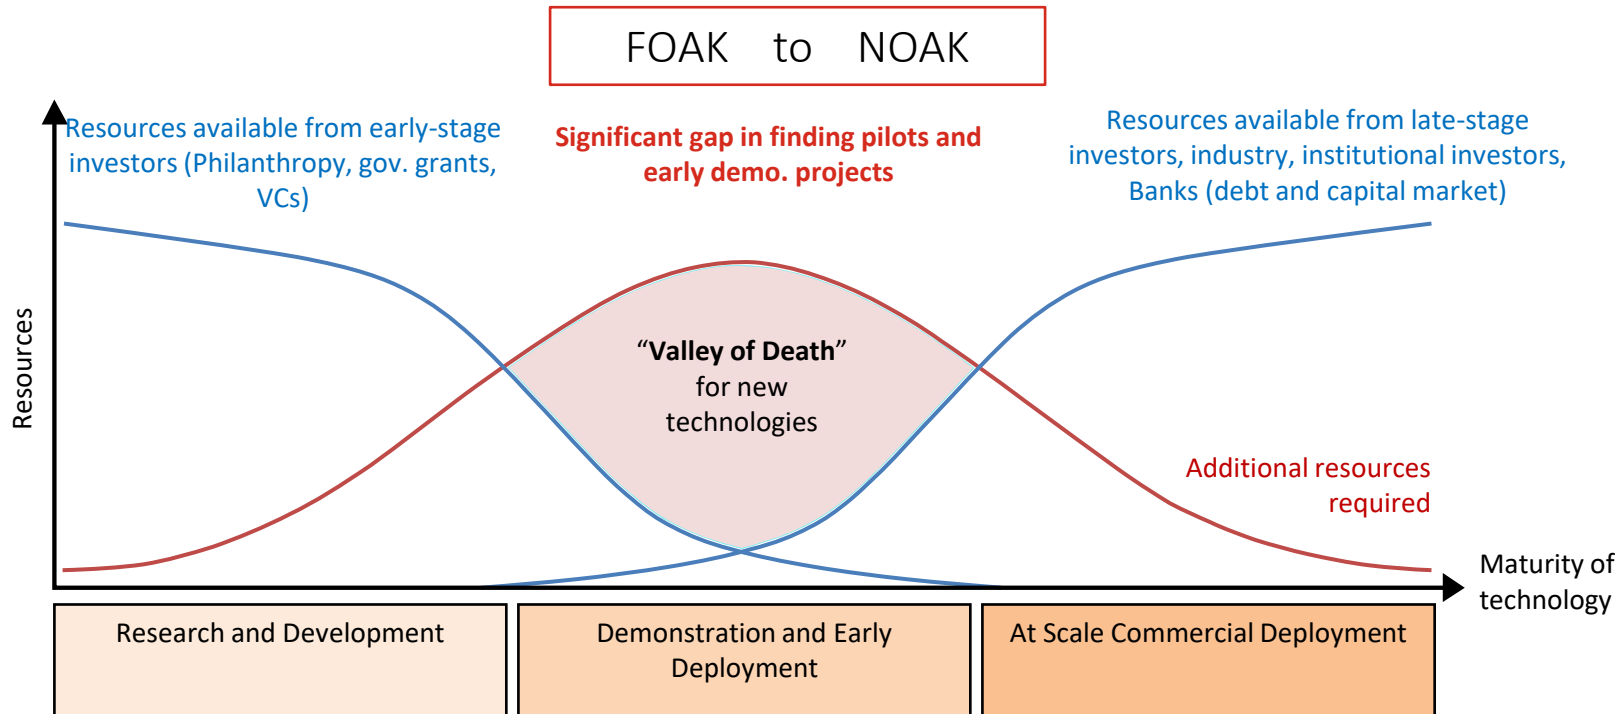 FOAK to NOAK
Resources available from early-stage
investors (Philanthropy, gov. grants,
VCs)
Significant gap in finding pilots and
early demo. projects
Resources available from late-stage
investors, industry, institutional investors,
Banks (debt and capital market)
Resources
“Valley of Death”
for new
technologies
Additional resources
required
Maturity of
technology
Research and Development
Demonstration and Early
Deployment
At Scale Commercial Deployment